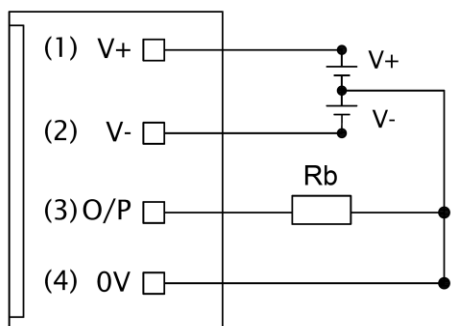 (1) V+
V+
(2) V-
V-
Rb
(3) O/P
(4) 0V